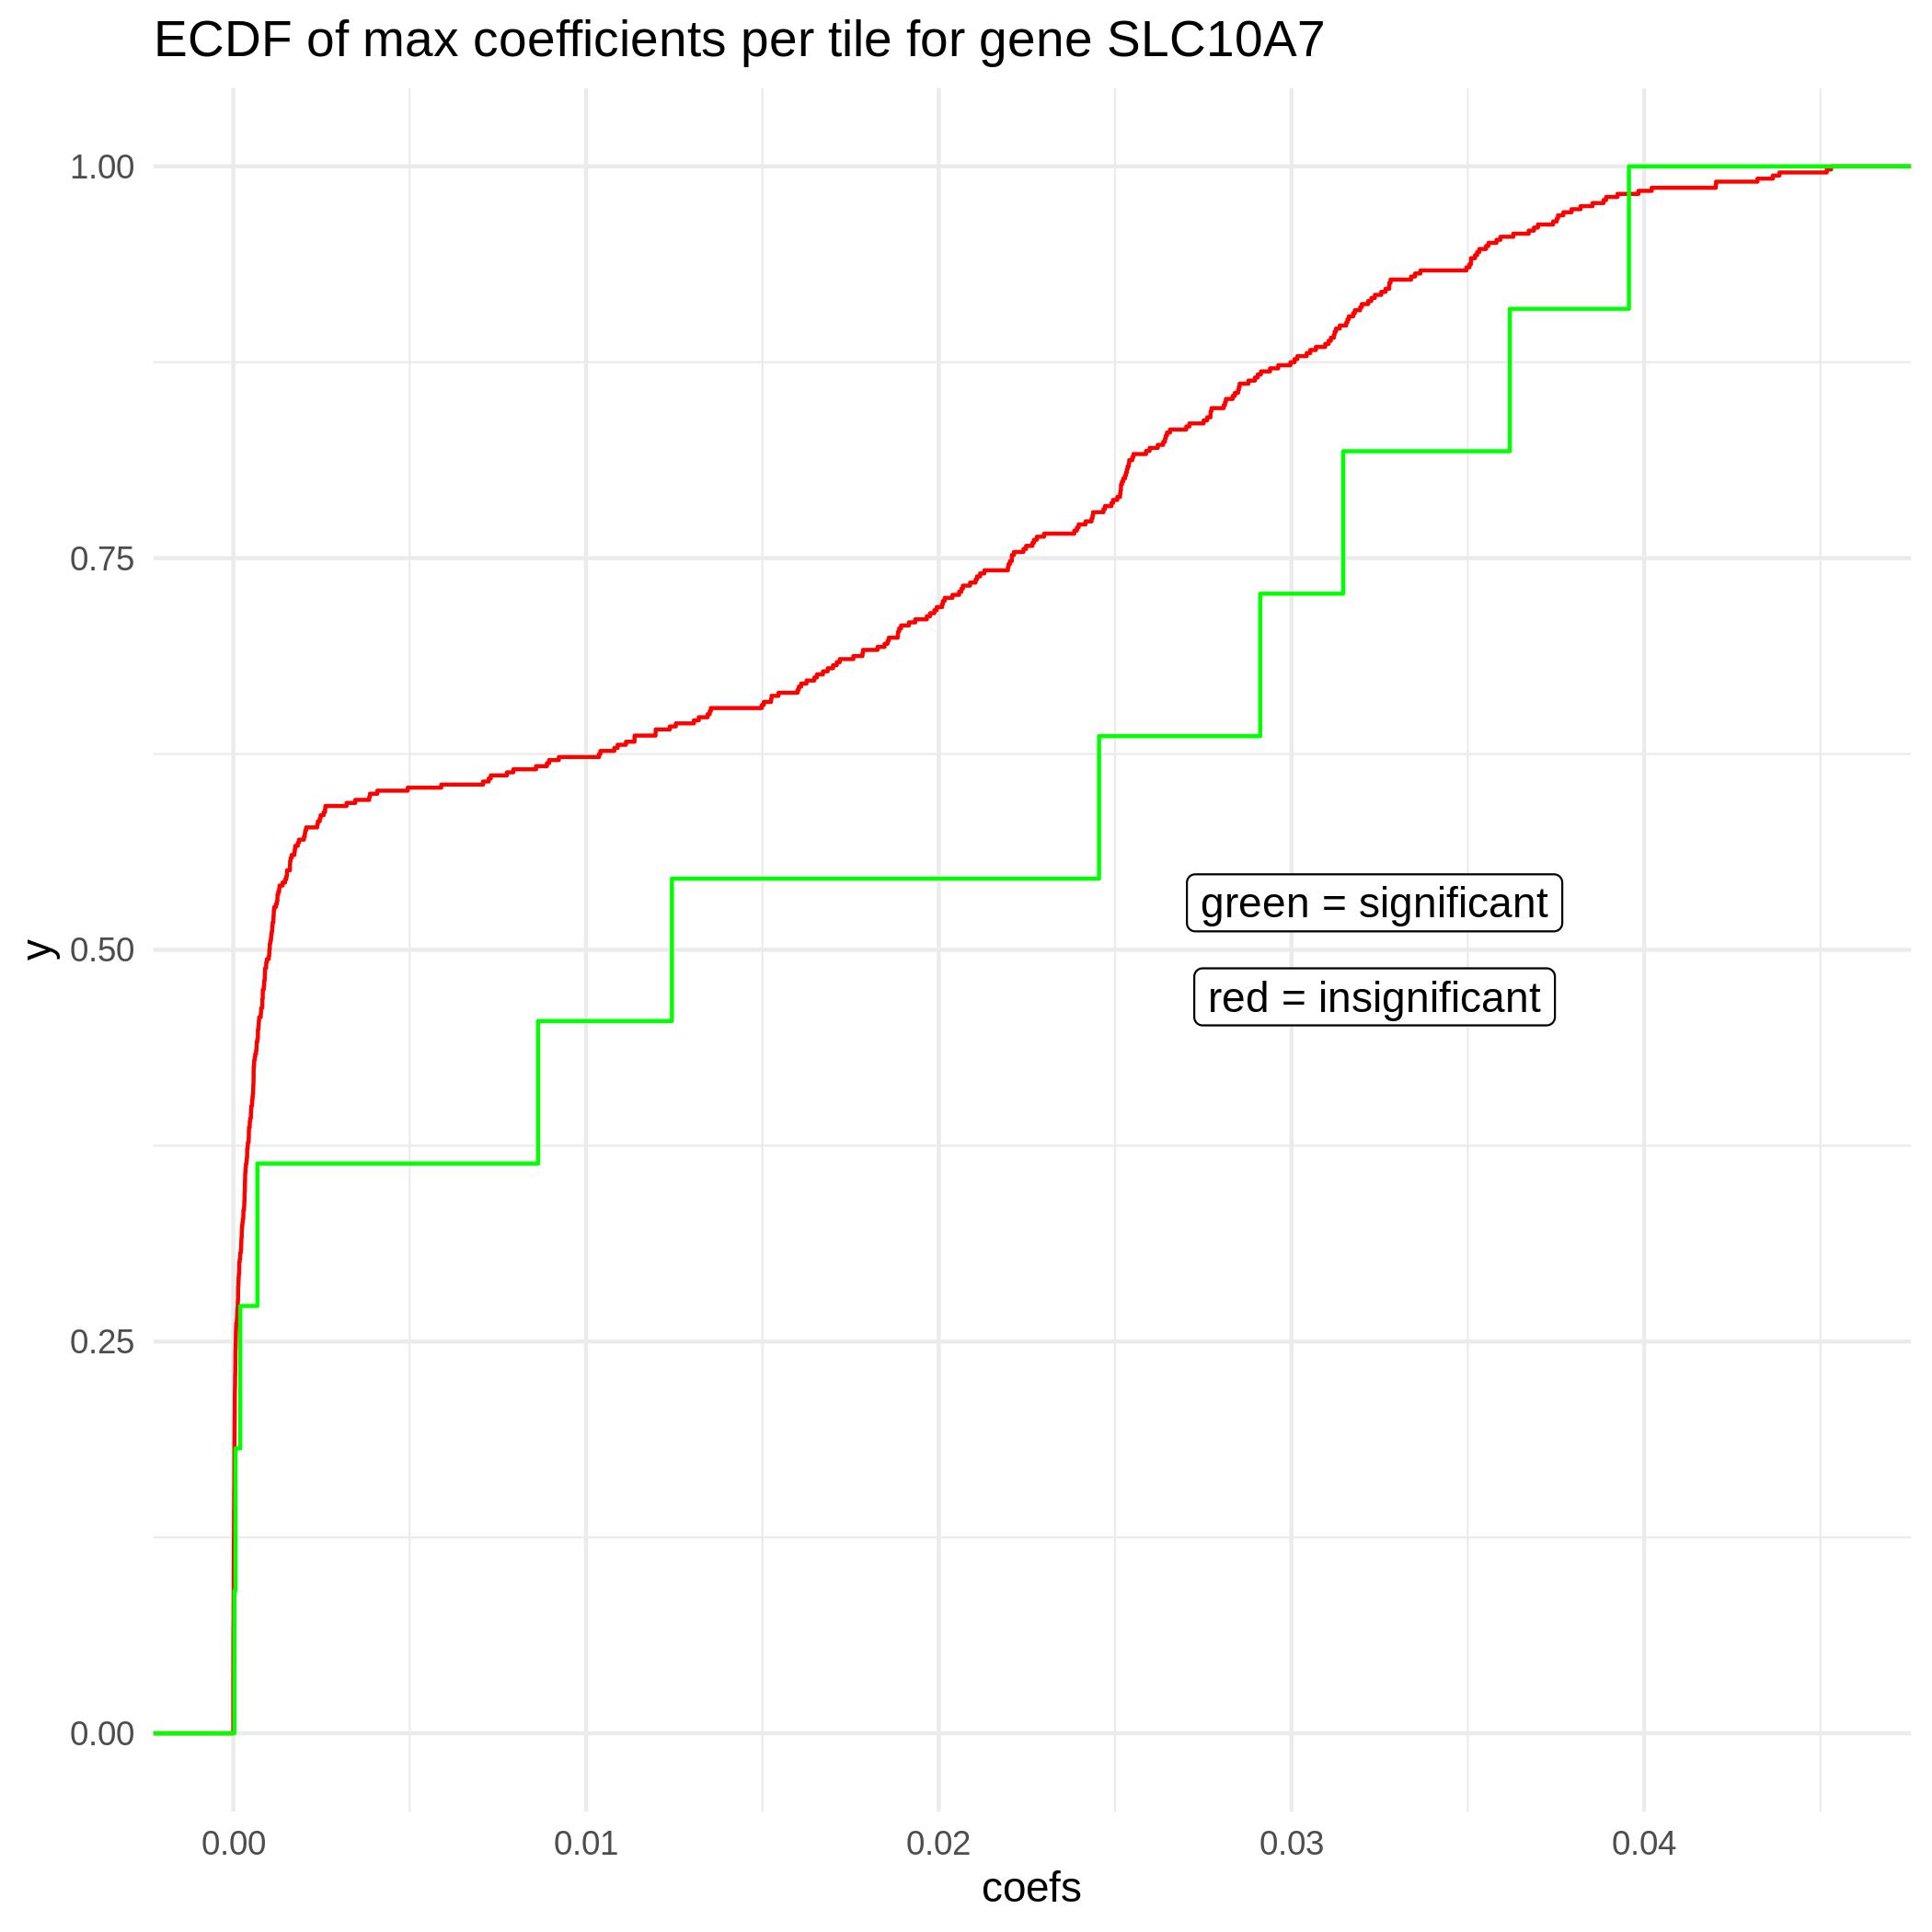 ECDF of max coefficients per tile for gene SLC10A7
1.00
0.75
0.50
0.25
0.00
y
green = significant
red = insignificant
0.00 0.01 0.02 0.03 0.04
coefs